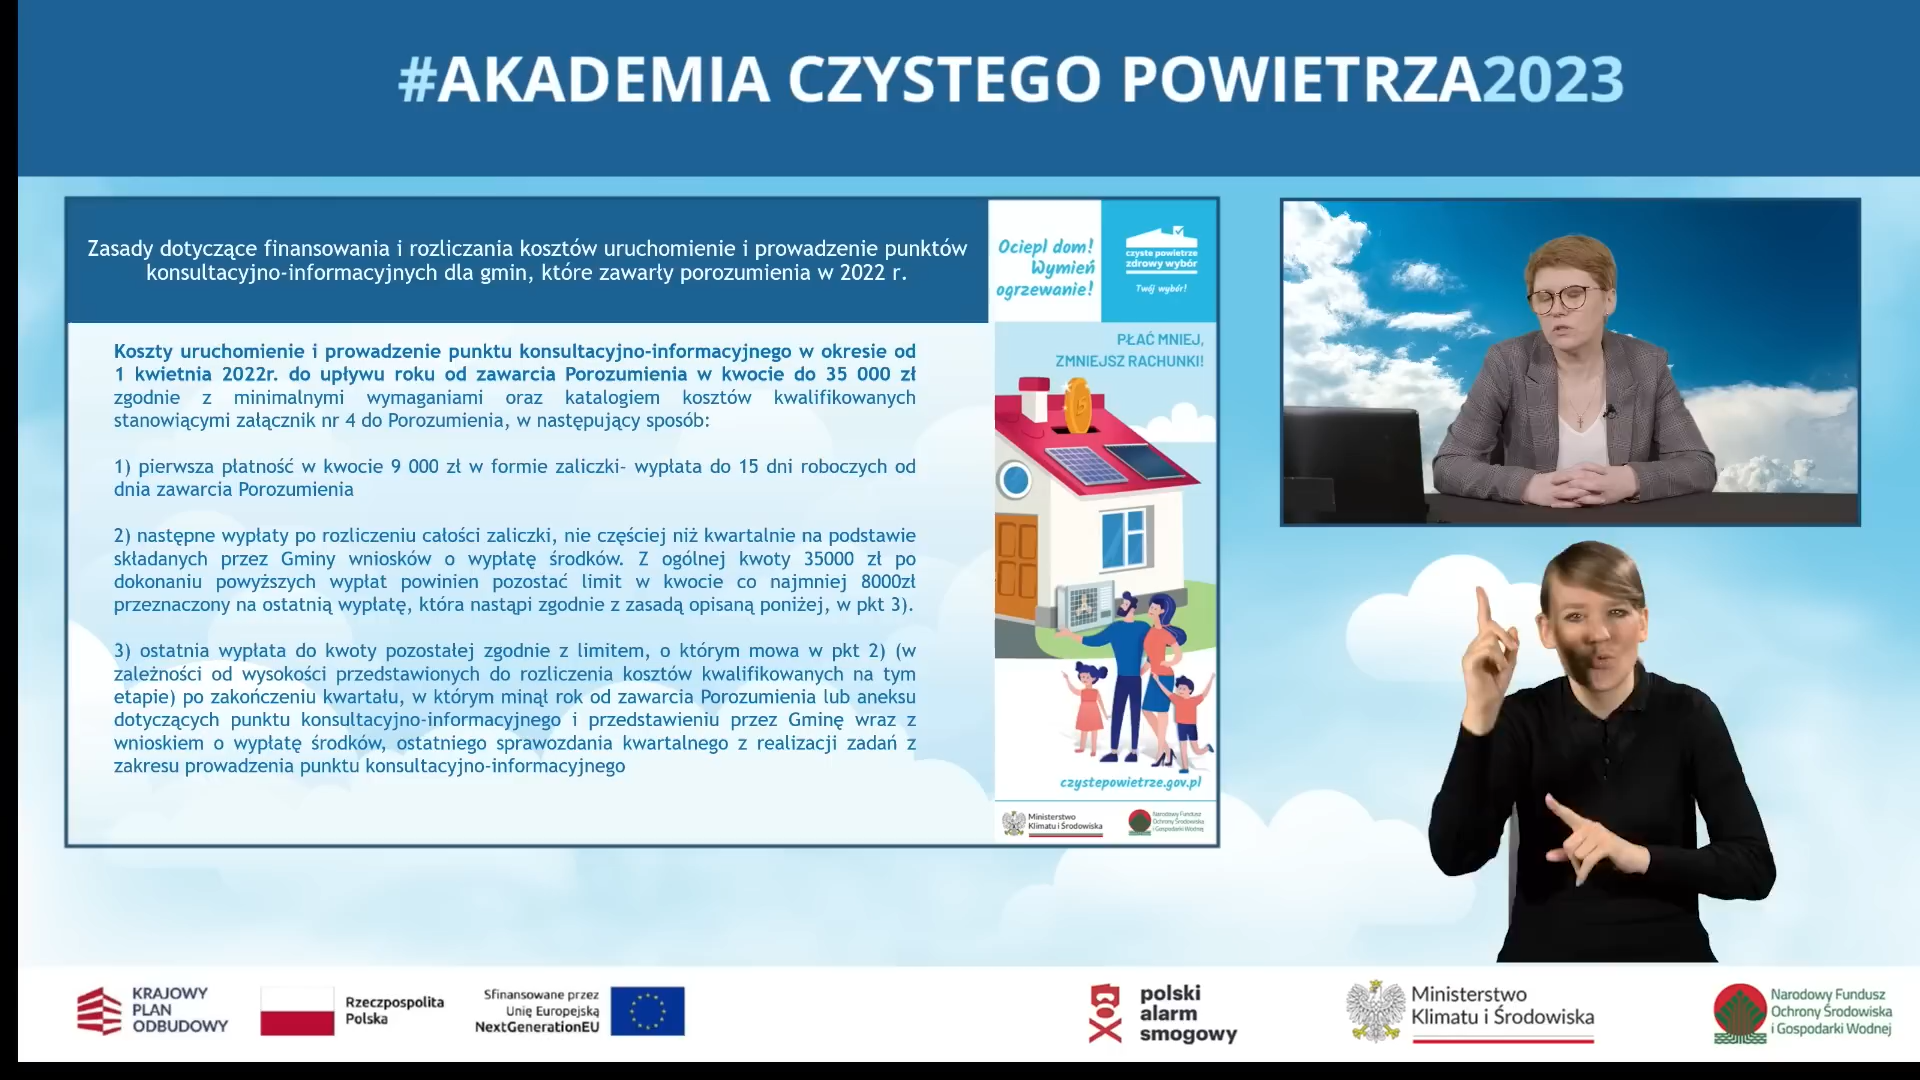 #AKADEMIA CZYSTEGO POWIETRZA2023
Zasady dotyczące finansowania i rozliczania kosztów uruchomienie i prowadzenie punktów
konsultacyjno-informacyjnych dla gmin, które zawarły porozumienia w 2022 r.
Koszty uruchomienie i prowadzenie punktu konsultacyjno-informacyjnego w okresie od
1 kwietnia 2022r. do upływu roku od zawarcia Porozumienia w kwocie do 35 000 zł
zgodnie z minimalnymi wymaganiami oraz katalogiem kosztów kwalifikowanych
stanowiącymi załącznik nr 4 do Porozumienia, w następujący sposób:
1) pierwsza płatność w kwocie 9 000 zł w formie zaliczki- wypłata do 15 dni roboczych od
dnia zawarcia Porozumienia
2) następne wypłaty po rozliczeniu całości zaliczki, nie częściej niż kwartalnie na podstawie
składanych przez Gminy wniosków o wypłatę środków. Z ogólnej kwoty 35000 zł po
dokonaniu powyższych wypłat powinien pozostać limit w kwocie co najmniej 8000zł
przeznaczony na ostatnią wypłatę, która nastąpi zgodnie z zasadą opisaną poniżej, w pkt 3).
3) ostatnia wypłata do kwoty pozostałej zgodnie z limitem, o którym mowa w pkt 2) (w
zależności od wysokości przedstawionych do rozliczenia kosztów kwalifikowanych na tym
etapie) po zakończeniu kwartału, w którym minął rok od zawarcia Porozumienia lub aneksu
dotyczących punktu konsultacyjno-informacyjnego i przedstawieniu przez Gminę wraz z
wnioskiem o wypłatę środków, ostatniego sprawozdania kwartalnego z realizacji zadań z
zakresu prowadzenia punktu konsultacyjno-informacyjnego
Ociepl dom!
Wymień
ogrzewanie!
czyste powietrze
zdrowy wybór
Twój wybór!
PŁAĆ MNIEJ,
ZMNIEJSZ RACHUNKI!
czystepowietrze.gov.pl
Ministerstwo
Klimatu i Środowiska
Narodowy Fundusz
Ochrony Środowiska
i Gospodarki Wodnej
KRAJOWY
PLAN
ODBUDOWY
Rzeczpospolita
Polska
Sfinansowane przez
Unię Europejską
NextGenerationEU
polski
alarm
smogowy
Ministerstwo
Klimatu i Środowiska
Narodowy Fundusz
Ochrony Środowiska
i Gospodarki Wodnej